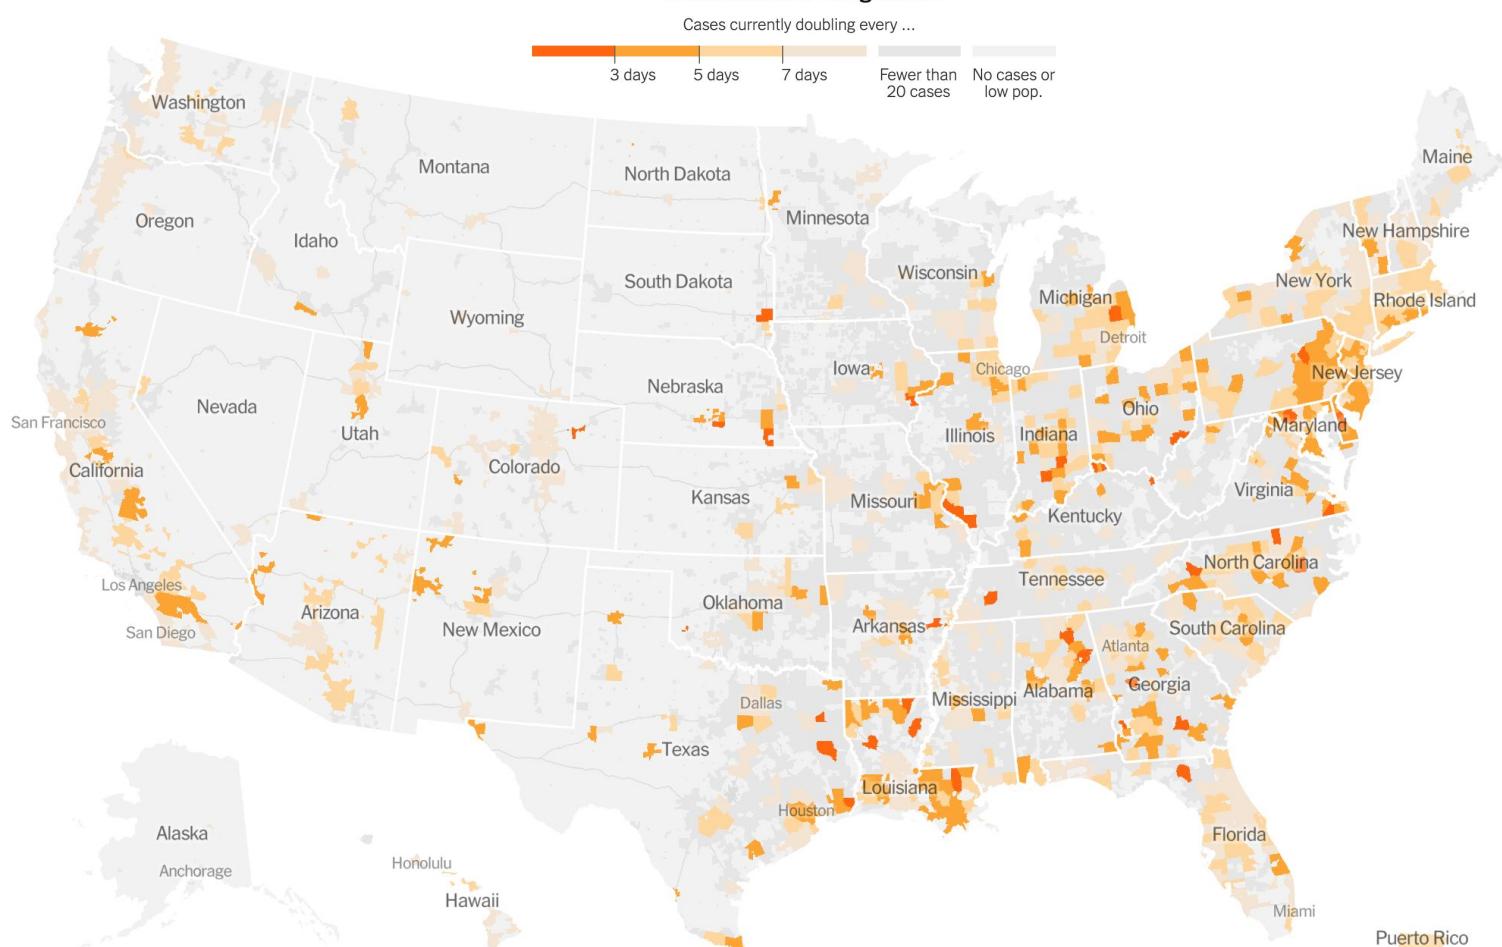 Cases currently doubling every ...
3 days
5 days
7 days
Fewer than
20 cases
No cases or
low pop.
Washington
Montana
North Dakota
Minnesota
Maine
Oregon
Idaho
South Dakota
Wisconsin
Michigan
New Hampshire
New York
Rhode Island
Wyoming
Detroit
Iowa
Chicago
New Jersey
Nebraska
San Francisco
Nevada
Utah
Ohio
Illinois
Indiana
Maryland
California
Colorado
Kansas
Missouri
Kentucky
Virginia
Los Angeles
San Diego
Arizona
New Mexico
Oklahoma
Arkansas
Tennessee
North Carolina
South Carolina
Atlanta
Dallas
Mississippi
Alabama
Georgia
Texas
Louisiana
Houston
Florida
Alaska
Anchorage
Honolulu
Hawaii
Miami
Puerto Rico